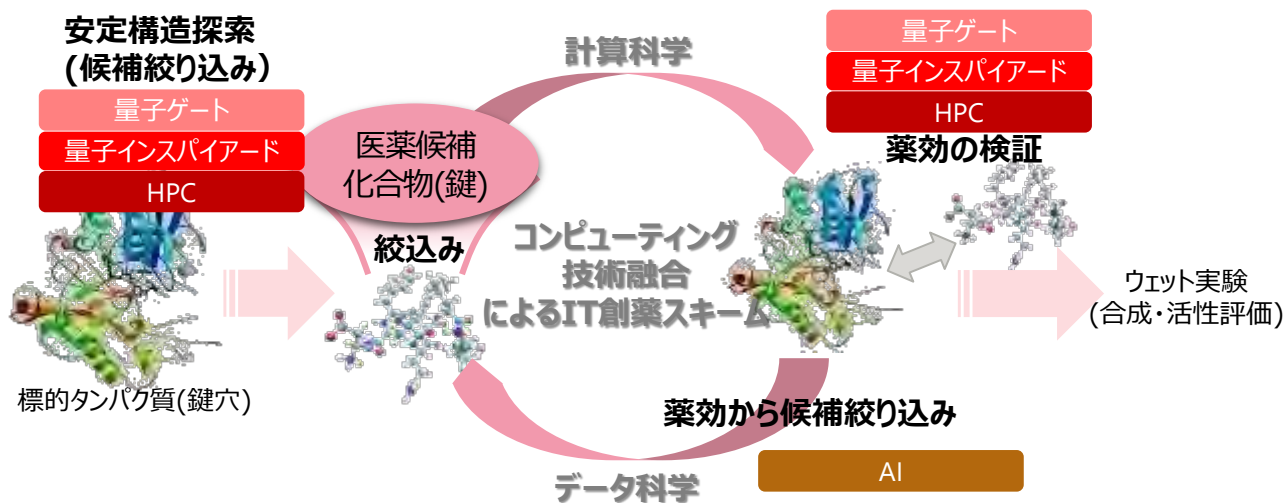 安定構造探索
(候補絞り込み）
量子ゲート
量子インスパイアード
HPC
標的タンパク質(鍵穴)
医薬候補
化合物(鍵)
絞込み
計算科学
コンピューティング
技術融合
によるIT創薬スキーム
データ科学
量子ゲート
量子インスパイアード
HPC
薬効の検証
薬効から候補絞り込み
AI
ウェット実験
(合成・活性評価)